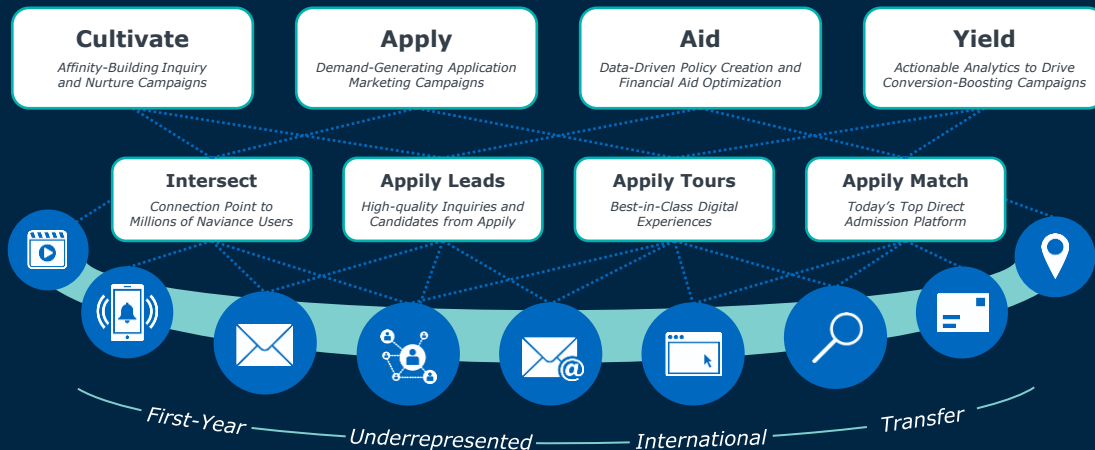 Cultivate
Affinity-Building Inquiry
and Nurture Campaigns
Apply
Demand-Generating Application
Marketing Campaigns
Aid
Data-Driven Policy Creation and
Financial Aid Optimization
Yield
Actionable Analytics to Drive
Conversion-Boosting Campaigns
Intersect
Connection Point to
Millions of Naviance Users
Appily Leads
High-quality Inquiries and
Candidates from Appily
Appily Tours
Best-in-Class Digital
Experiences
Appily Match
Today's Top Direct
Admission Platform
@
First-Year
Underrepresented
International
Transfer